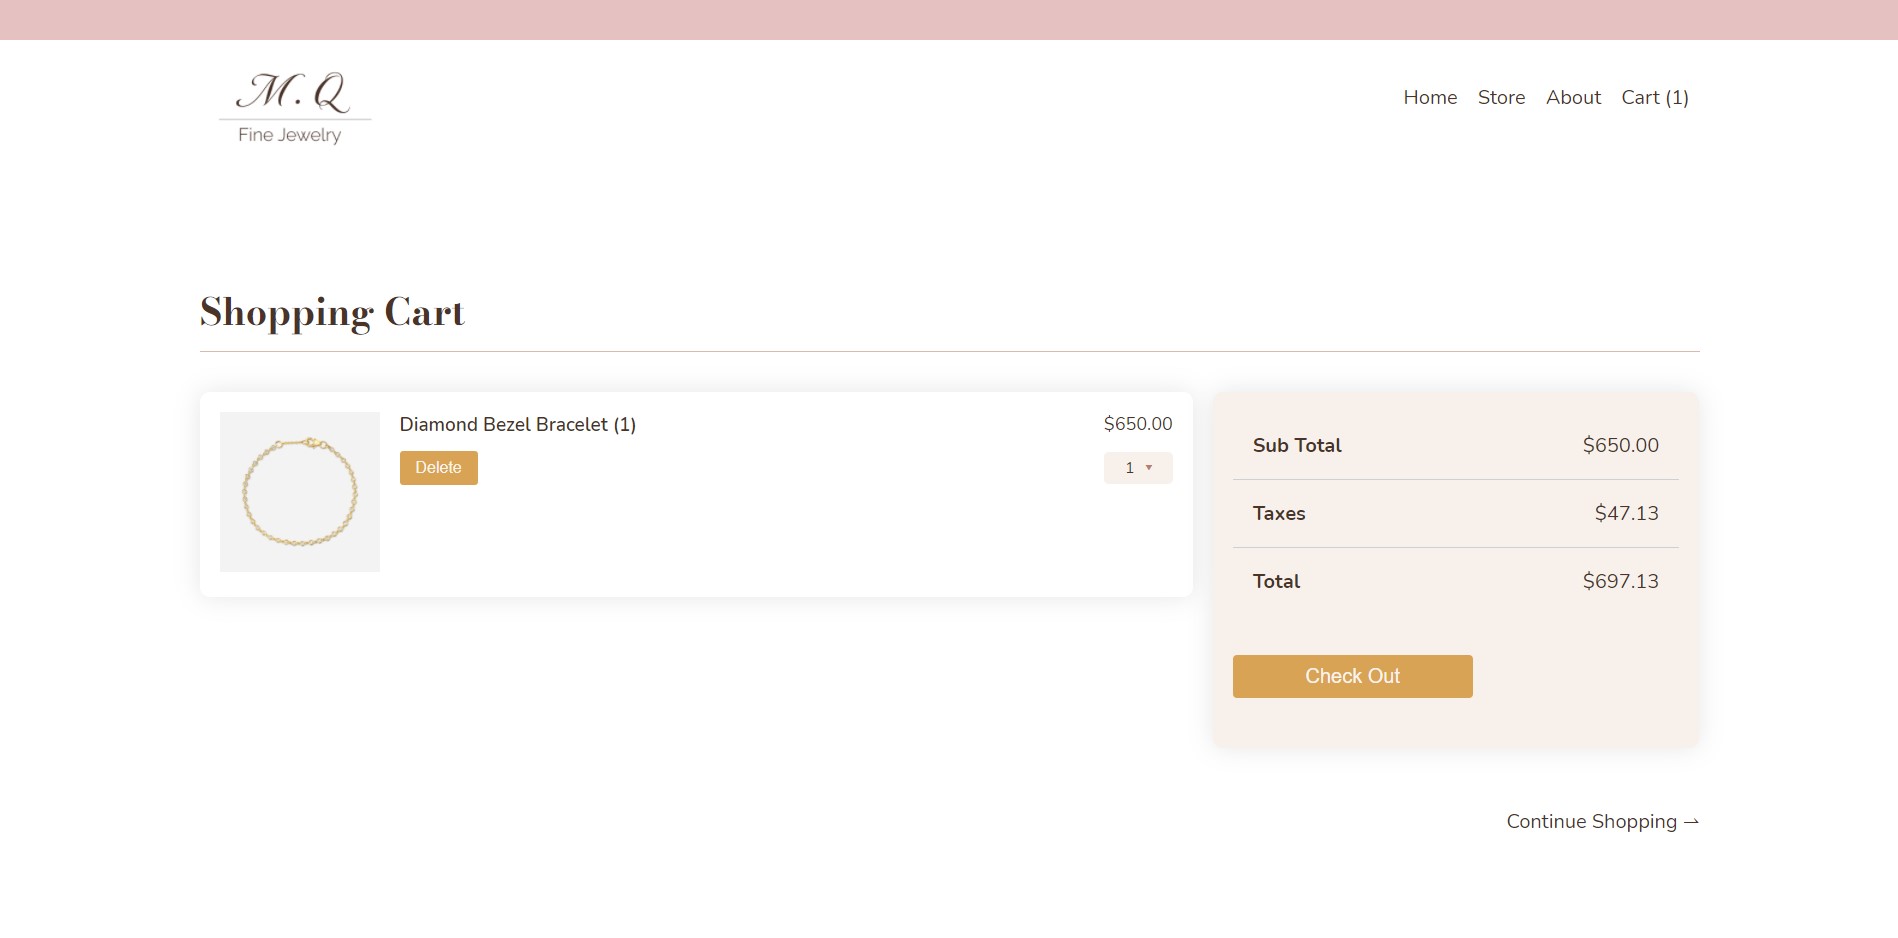 M.Q
Fine Jewelry
Home Store About Cart (1)
Shopping Cart
Diamond Bezel Bracelet (1) $650.00
Delete 1 ▾
Sub Total $650.00
Taxes $47.13
Total $697.13
Check Out
Continue Shopping ⇀